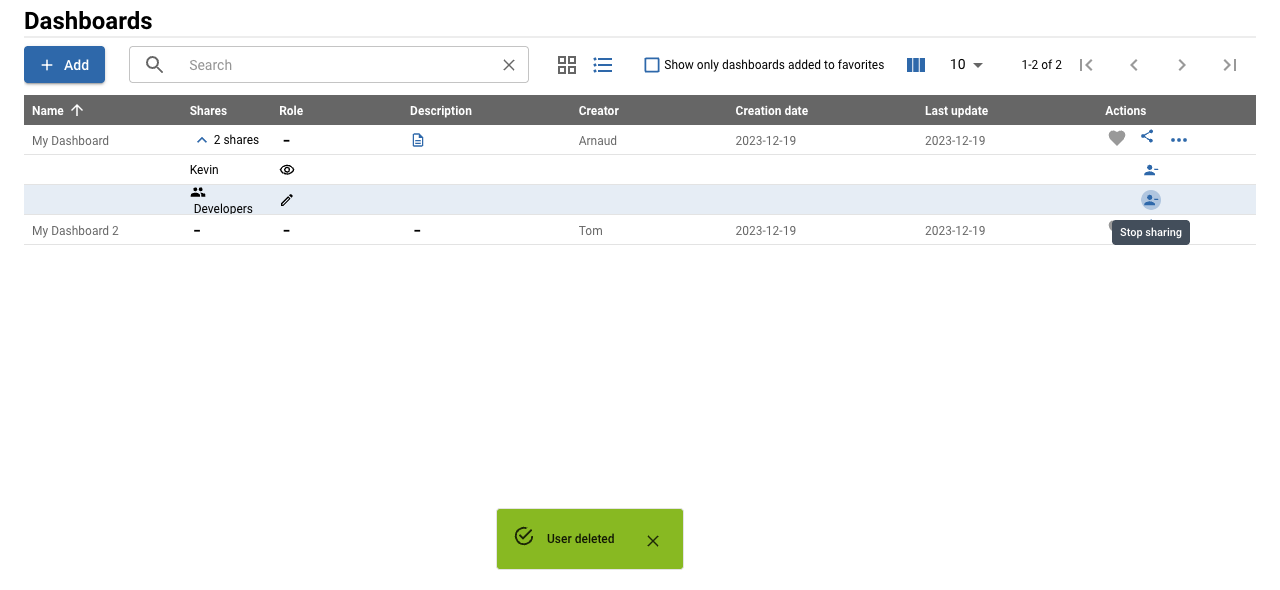 Dashboards
Add
Search
Show only dashboards added to favorites
10
1-2 of 2
Name Shares Role Description Creator Creation date Last update Actions
My Dashboard 2 shares – Arnaud 2023-12-19 2023-12-19
Kevin
Developers
My Dashboard 2 – – – Tom 2023-12-19 2023-12-19
Stop sharing
User deleted